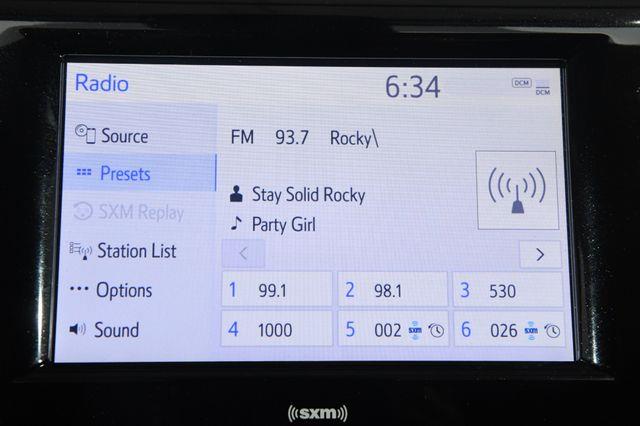 Radio
6:34
DCM
DCM
Source
FM 93.7 Rocky\
Presets
Stay Solid Rocky
SXM Replay
Party Girl
Station List
1 99.1
2 98.1
3 530
Options
4 1000
5 002 sxm
6 026 sxm
Sound
((sxm))